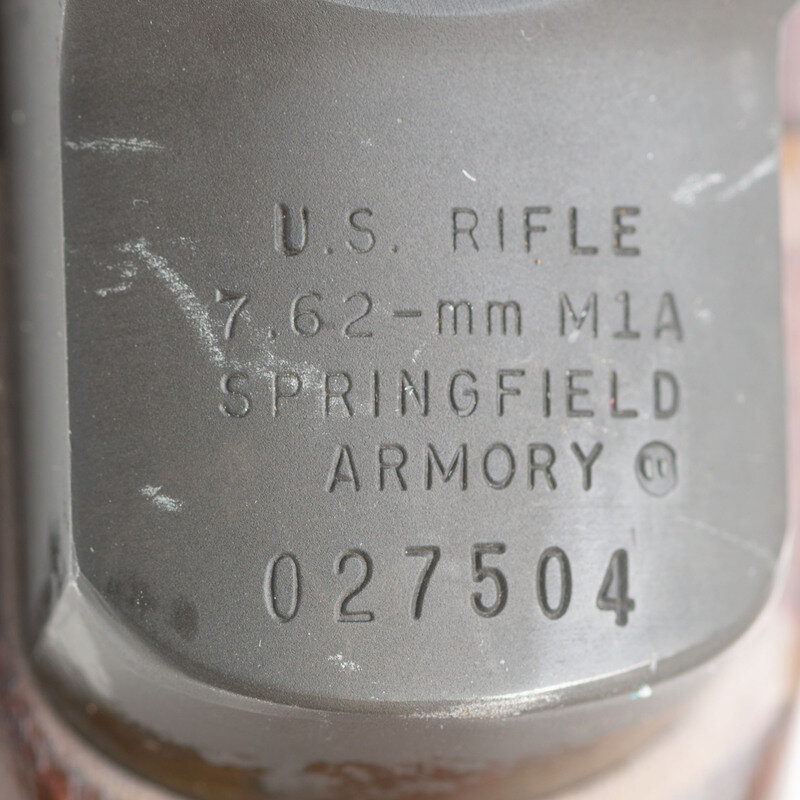 U.S. RIFLE
7.62-mm M1A
SPRINGFIELD
ARMORY ®
027504